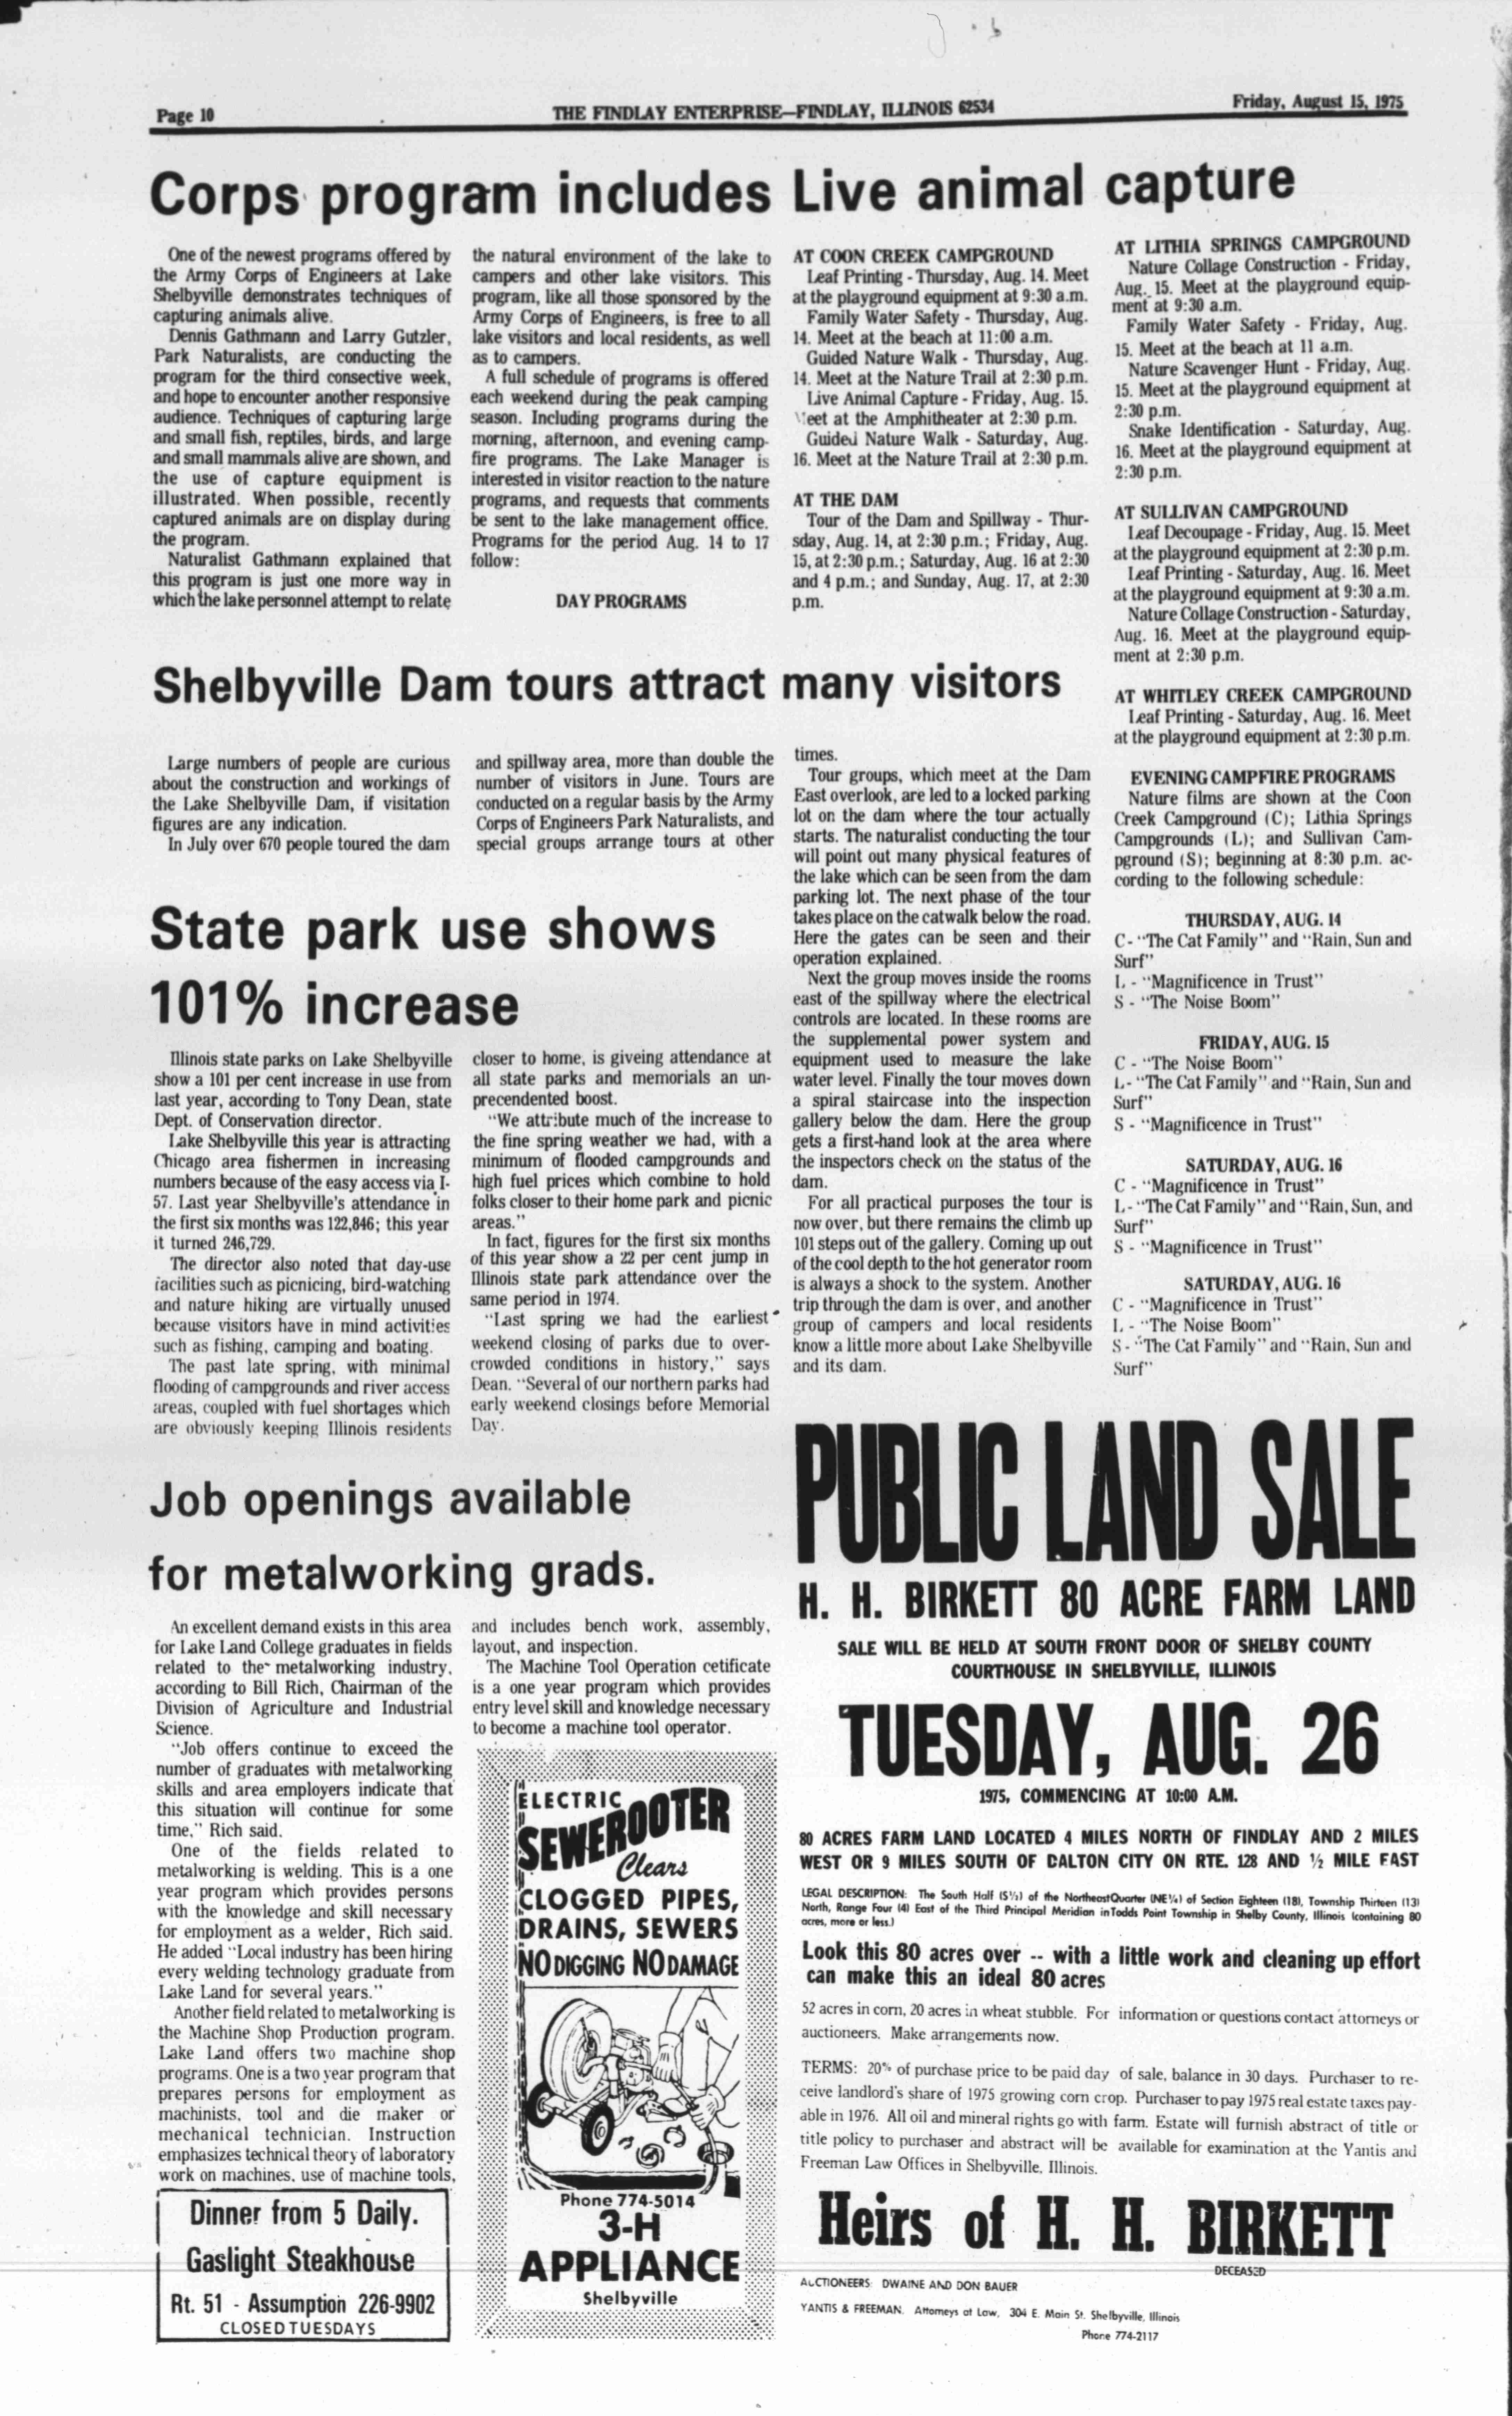 Page 10
THE FINDLAY ENTERPRISE—FINDLAY, ILLINOIS 62534
Friday, August 15, 1975
Corps program includes Live animal capture
One of the newest programs offered by
the Army Corps of Engineers at Lake
Shelbyville demonstrates techniques of
capturing animals alive.
Dennis Gathmann and Larry Gutzler,
Park Naturalists, are conducting the
program for the third consective week,
and hope to encounter another responsive
audience. Techniques of capturing large
and small fish, reptiles, birds, and large
and small mammals alive are shown, and
the use of capture equipment is
illustrated. When possible, recently
captured animals are on display during
the program.
Naturalist Gathmann explained that
this program is just one more way in
which the lake personnel attempt to relate
the natural environment of the lake to
campers and other lake visitors. This
program, like all those sponsored by the
Army Corps of Engineers, is free to all
lake visitors and local residents, as well
as to campers.
A full schedule of programs is offered
each weekend during the peak camping
season. Including programs during the
morning, afternoon, and evening camp-
fire programs. The Lake Manager is
interested in visitor reaction to the nature
programs, and requests that comments
be sent to the lake management office.
Programs for the period Aug. 14 to 17
follow:
DAY PROGRAMS
AT COON CREEK CAMPGROUND
Leaf Printing - Thursday, Aug. 14. Meet
at the playground equipment at 9:30 a.m.
Family Water Safety - Thursday, Aug.
14. Meet at the beach at 11:00 a.m.
Guided Nature Walk - Thursday, Aug.
14. Meet at the Nature Trail at 2:30 p.m.
Live Animal Capture - Friday, Aug. 15.
Meet at the Amphitheater at 2:30 p.m.
Guided Nature Walk - Saturday, Aug.
16. Meet at the Nature Trail at 2:30 p.m.
AT THE DAM
Tour of the Dam and Spillway - Thur-
sday, Aug. 14, at 2:30 p.m.; Friday, Aug.
15, at 2:30 p.m.; Saturday, Aug. 16 at 2:30
and 4 p.m.; and Sunday, Aug. 17, at 2:30
p.m.
AT LITHIA SPRINGS CAMPGROUND
Nature Collage Construction - Friday,
Aug. 15. Meet at the playground equip-
ment at 9:30 a.m.
Family Water Safety - Friday, Aug.
15. Meet at the beach at 11 a.m.
Nature Scavenger Hunt - Friday, Aug.
15. Meet at the playground equipment at
2:30 p.m.
Snake Identification - Saturday, Aug.
16. Meet at the playground equipment at
2:30 p.m.
AT SULLIVAN CAMPGROUND
Leaf Decoupage - Friday, Aug. 15. Meet
at the playground equipment at 2:30 p.m.
Leaf Printing - Saturday, Aug. 16. Meet
at the playground equipment at 9:30 a.m.
Nature Collage Construction - Saturday,
Aug. 16. Meet at the playground equip-
ment at 2:30 p.m.
AT WHITLEY CREEK CAMPGROUND
Leaf Printing - Saturday, Aug. 16. Meet
at the playground equipment at 2:30 p.m.
EVENING CAMPFIRE PROGRAMS
Nature films are shown at the Coon
Creek Campground (C); Lithia Springs
Campgrounds (L); and Sullivan Cam-
pground (S); beginning at 8:30 p.m. ac-
cording to the following schedule:
THURSDAY, AUG. 14
C- "The Cat Family" and "Rain, Sun and
Surf"
L - "Magnificence in Trust"
S - "The Noise Boom"
FRIDAY, AUG. 15
C - "The Noise Boom"
L- "The Cat Family" and "Rain, Sun and
Surf"
S - "Magnificence in Trust"
SATURDAY, AUG. 16
C - "Magnificence in Trust"
L- "The Cat Family" and "Rain, Sun, and
Surf"
S - "Magnificence in Trust"
SATURDAY, AUG. 16
C - "Magnificence in Trust"
L - "The Noise Boom"
S - "The Cat Family" and "Rain, Sun and
Surf"
Shelbyville Dam tours attract many visitors
Large numbers of people are curious
about the construction and workings of
the Lake Shelbyville Dam, if visitation
figures are any indication.
In July over 670 people toured the dam
and spillway area, more than double the
number of visitors in June. Tours are
conducted on a regular basis by the Army
Corps of Engineers Park Naturalists, and
special groups arrange tours at other
times.
Tour groups, which meet at the Dam
East overlook, are led to a locked parking
lot on the dam where the tour actually
starts. The naturalist conducting the tour
will point out many physical features of
the lake which can be seen from the dam
parking lot. The next phase of the tour
takes place on the catwalk below the road.
Here the gates can be seen and their
operation explained.
Next the group moves inside the rooms
east of the spillway where the electrical
controls are located. In these rooms are
the supplemental power system and
equipment used to measure the lake
water level. Finally the tour moves down
a spiral staircase into the inspection
gallery below the dam. Here the group
gets a first-hand look at the area where
the inspectors check on the status of the
dam.
For all practical purposes the tour is
now over, but there remains the climb up
101 steps out of the gallery. Coming up out
of the cool depth to the hot generator room
is always a shock to the system. Another
trip through the dam is over, and another
group of campers and local residents
know a little more about Lake Shelbyville
and its dam.
State park use shows
101% increase
Illinois state parks on Lake Shelbyville
show a 101 per cent increase in use from
last year, according to Tony Dean, state
Dept. of Conservation director.
Lake Shelbyville this year is attracting
Chicago area fishermen in increasing
numbers because of the easy access via I-
57. Last year Shelbyville's attendance in
the first six months was 122,846; this year
it turned 246,729.
The director also noted that day-use
facilities such as picnicing, bird-watching
and nature hiking are virtually unused
because visitors have in mind activities
such as fishing, camping and boating.
The past late spring, with minimal
flooding of campgrounds and river access
areas, coupled with fuel shortages which
are obviously keeping Illinois residents
closer to home, is giveing attendance at
all state parks and memorials an un-
precendented boost.
"We attribute much of the increase to
the fine spring weather we had, with a
minimum of flooded campgrounds and
high fuel prices which combine to hold
folks closer to their home park and picnic
areas."
In fact, figures for the first six months
of this year show a 22 per cent jump in
Illinois state park attendance over the
same period in 1974.
"Last spring we had the earliest
weekend closing of parks due to over-
crowded conditions in history," says
Dean. "Several of our northern parks had
early weekend closings before Memorial
Day.
Job openings available
for metalworking grads.
An excellent demand exists in this area
for Lake Land College graduates in fields
related to the metalworking industry,
according to Bill Rich, Chairman of the
Division of Agriculture and Industrial
Science.
"Job offers continue to exceed the
number of graduates with metalworking
skills and area employers indicate that
this situation will continue for some
time," Rich said.
One of the fields related to
metalworking is welding. This is a one
year program which provides persons
with the knowledge and skill necessary
for employment as a welder, Rich said.
He added "Local industry has been hiring
every welding technology graduate from
Lake Land for several years."
Another field related to metalworking is
the Machine Shop Production program.
Lake Land offers two machine shop
programs. One is a two year program that
prepares persons for employment as
machinists, tool and die maker or
mechanical technician. Instruction
emphasizes technical theory of laboratory
work on machines, use of machine tools,
and includes bench work, assembly,
layout, and inspection.
The Machine Tool Operation cetificate
is a one year program which provides
entry level skill and knowledge necessary
to become a machine tool operator.
Dinner from 5 Daily.
Gaslight Steakhouse
Rt. 51 - Assumption 226-9902
CLOSED TUESDAYS
ELECTRIC
SEWEROOTER
Clears
CLOGGED PIPES,
DRAINS, SEWERS
NO DIGGING NO DAMAGE
Phone 774-5014
3-H
APPLIANCE
Shelbyville
PUBLIC LAND SALE
H. H. BIRKETT 80 ACRE FARM LAND
SALE WILL BE HELD AT SOUTH FRONT DOOR OF SHELBY COUNTY
COURTHOUSE IN SHELBYVILLE, ILLINOIS
TUESDAY, AUG. 26
1975, COMMENCING AT 10:00 A.M.
80 ACRES FARM LAND LOCATED 4 MILES NORTH OF FINDLAY AND 2 MILES
WEST OR 9 MILES SOUTH OF DALTON CITY ON RTE. 128 AND ½ MILE EAST
LEGAL DESCRIPTION: The South Half (S½) of the NortheastQuarter (NE¼) of Section Eighteen (18), Township Thirteen (13)
North, Range Four (4) East of the Third Principal Meridian in Todds Point Township in Shelby County, Illinois (containing 80
acres, more or less.)
Look this 80 acres over -- with a little work and cleaning up effort
can make this an ideal 80 acres
52 acres in corn, 20 acres in wheat stubble. For information or questions contact attorneys or
auctioneers. Make arrangements now.
TERMS: 20% of purchase price to be paid day of sale, balance in 30 days. Purchaser to re-
ceive landlord's share of 1975 growing corn crop. Purchaser to pay 1975 real estate taxes pay-
able in 1976. All oil and mineral rights go with farm. Estate will furnish abstract of title or
title policy to purchaser and abstract will be available for examination at the Yantis and
Freeman Law Offices in Shelbyville, Illinois.
Heirs of H. H. BIRKETT
DECEASED
AUCTIONEERS: DWAINE AND DON BAUER
YANTIS & FREEMAN, Attorneys at Law, 304 E. Main St. Shelbyville, Illinois
Phone 774-2117